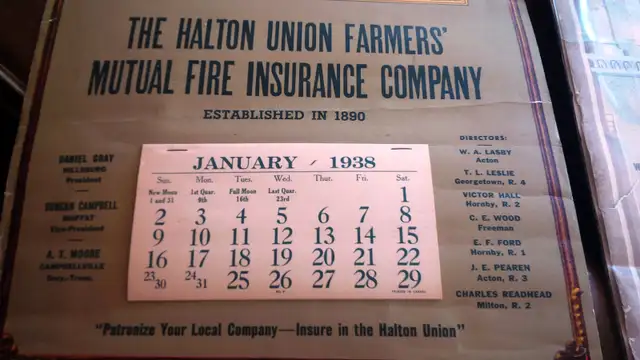 THE HALTON UNION FARMERS'
MUTUAL FIRE INSURANCE COMPANY
ESTABLISHED IN 1890
DANIEL GRAY
President
DUNCAN CAMPBELL
MOFFAT
Vice-President
A. T. MOORE
CAMPBELLVILLE
Secy.-Treas.
JANUARY / 1938
Sun. Mon. Tue. Wed. Thur. Fri. Sat.
New Moon 1st Quar. Full Moon Last Quar.
1 and 31 9th 16th 23rd
1
2 3 4 5 6 7 8
9 10 11 12 13 14 15
16 17 18 19 20 21 22
23/30 24/31 25 26 27 28 29
PRINTED IN CANADA
DIRECTORS:
W. A. LASBY
Acton
T. L. LESLIE
Georgetown, R. 4
VICTOR HALL
Hornby, R. 2
C. E. WOOD
Freeman
E. F. FORD
Hornby, R. 1
J. E. PEAREN
Acton, R. 3
CHARLES READHEAD
Milton, R. 2
"Patronize Your Local Company—Insure in the Halton Union"